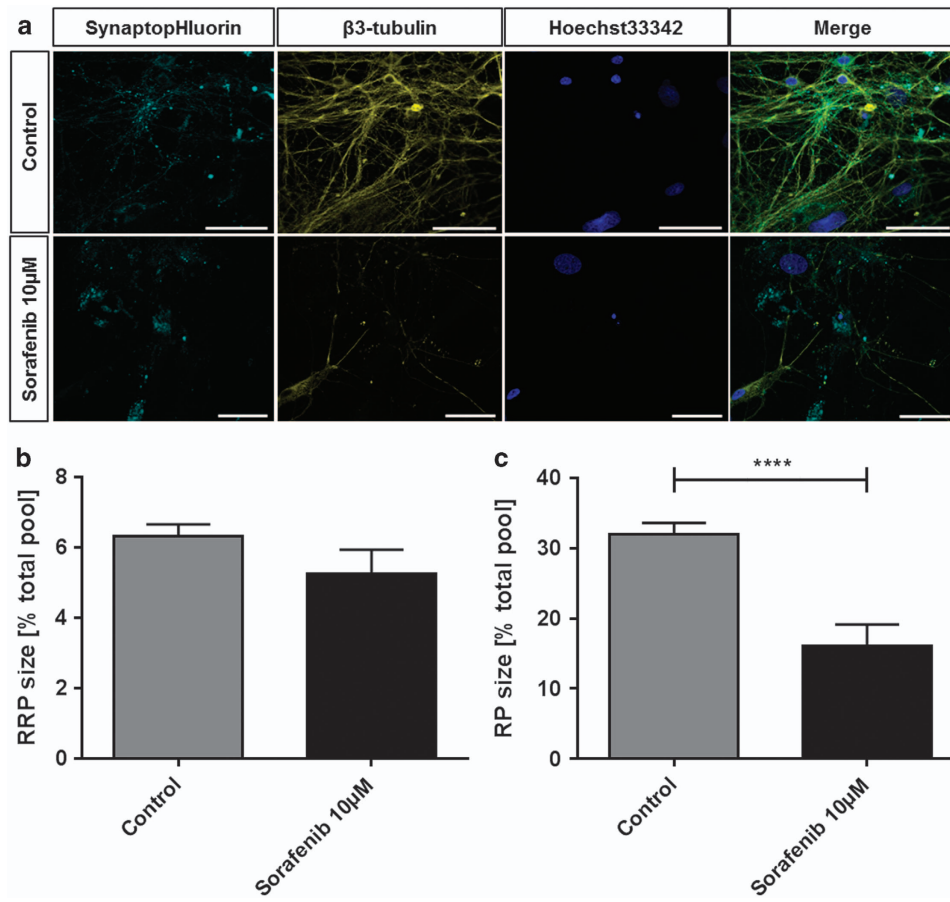 a
SynaptopHluorin
β3-tubulin
Hoechst33342
Merge
Control
Sorafenib 10µM
b
8
6
4
2
0
RRP size [% total pool]
Control
Sorafenib 10µM
c
****
40
30
20
10
0
RP size [% total pool]
Control
Sorafenib 10µM